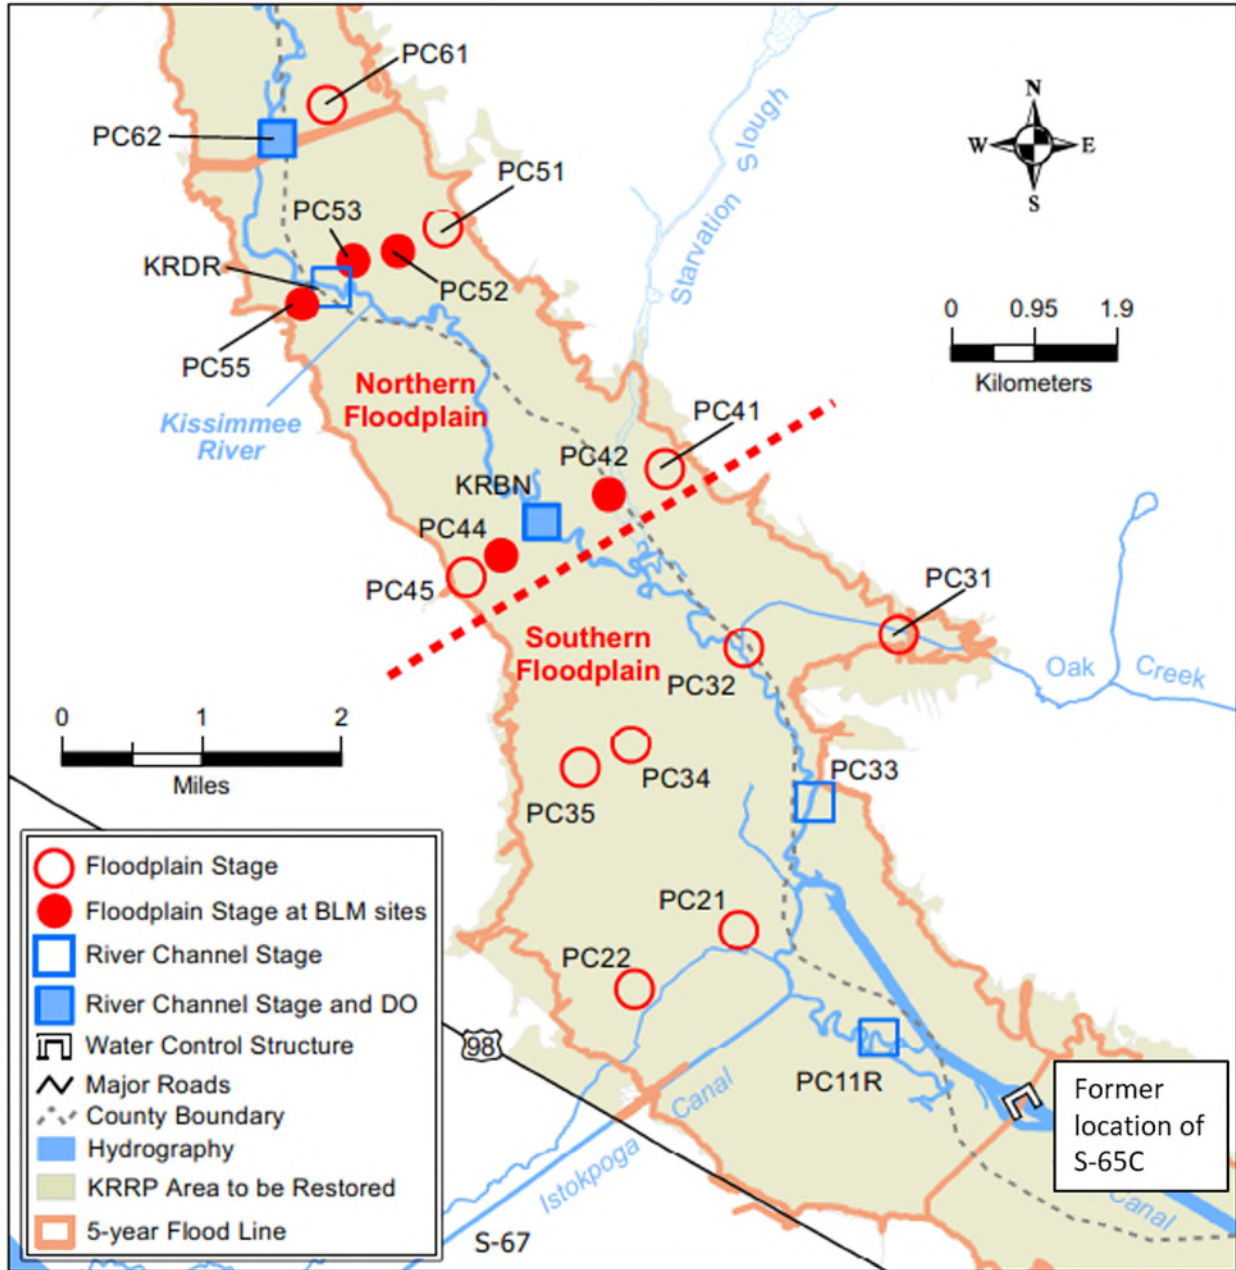 PC61
PC62
N
W
E
S
Starvation Slough
PC51
PC53
KRDR
PC52
PC55
0 0.95 1.9
Kilometers
Northern
Floodplain
Kissimmee
River
PC41
PC42
KRBN
PC44
PC45
PC31
Southern
Floodplain
PC32
Oak Creek
0 1 2
Miles
PC34
PC35
PC33
PC21
PC22
PC11R
98
Istokpoga Canal
S-67
Former
location of
S-65C
Canal
Floodplain Stage
Floodplain Stage at BLM sites
River Channel Stage
River Channel Stage and DO
Water Control Structure
Major Roads
County Boundary
Hydrography
KRRP Area to be Restored
5-year Flood Line